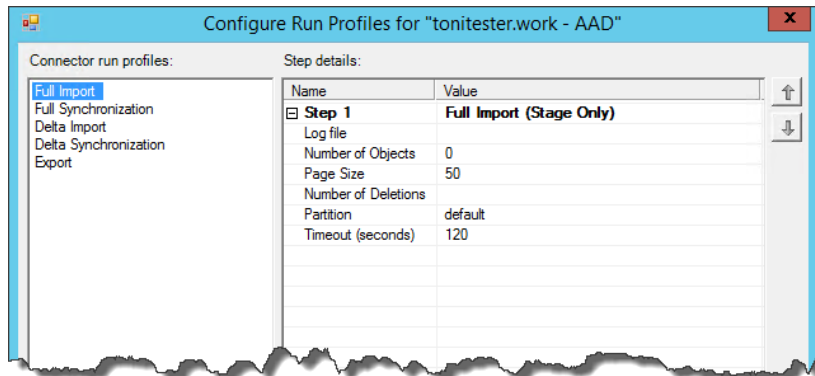 Configure Run Profiles for "tonitester.work - AAD"
x
Connector run profiles:
Full Import
Full Synchronization
Delta Import
Delta Synchronization
Export
Step details:
Name Value
Step 1 Full Import (Stage Only)
Log file
Number of Objects 0
Page Size 50
Number of Deletions
Partition default
Timeout (seconds) 120